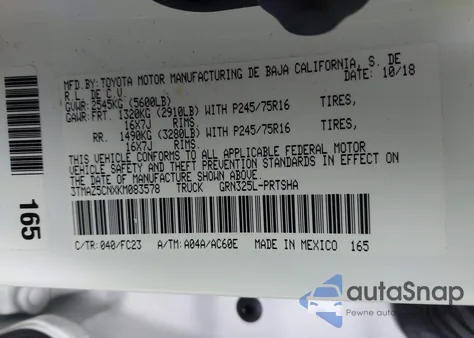 MFD.BY:TOYOTA MOTOR MANUFACTURING DE BAJA CALIFORNIA, S. DE
R.L. DE C.V. DATE: 10/18
GVWR: 2545KG (5600LB)
GAWR:FRT. 1320KG (2910LB) WITH P245/75R16 TIRES,
16X7J RIMS.
RR. 1490KG (3280LB) WITH P245/75R16 TIRES,
16X7J RIMS.
THIS VEHICLE CONFORMS TO ALL APPLICABLE FEDERAL MOTOR
VEHICLE SAFETY AND THEFT PREVENTION STANDARDS IN EFFECT ON
THE DATE OF MANUFACTURE SHOWN ABOVE.
3TMAZ5CNXKM083578 TRUCK GRN325L-PRTSHA
C/TR: 040/FC23 A/TM: A04A/AC60E MADE IN MEXICO 165
165
autoSnap
Pewne auto